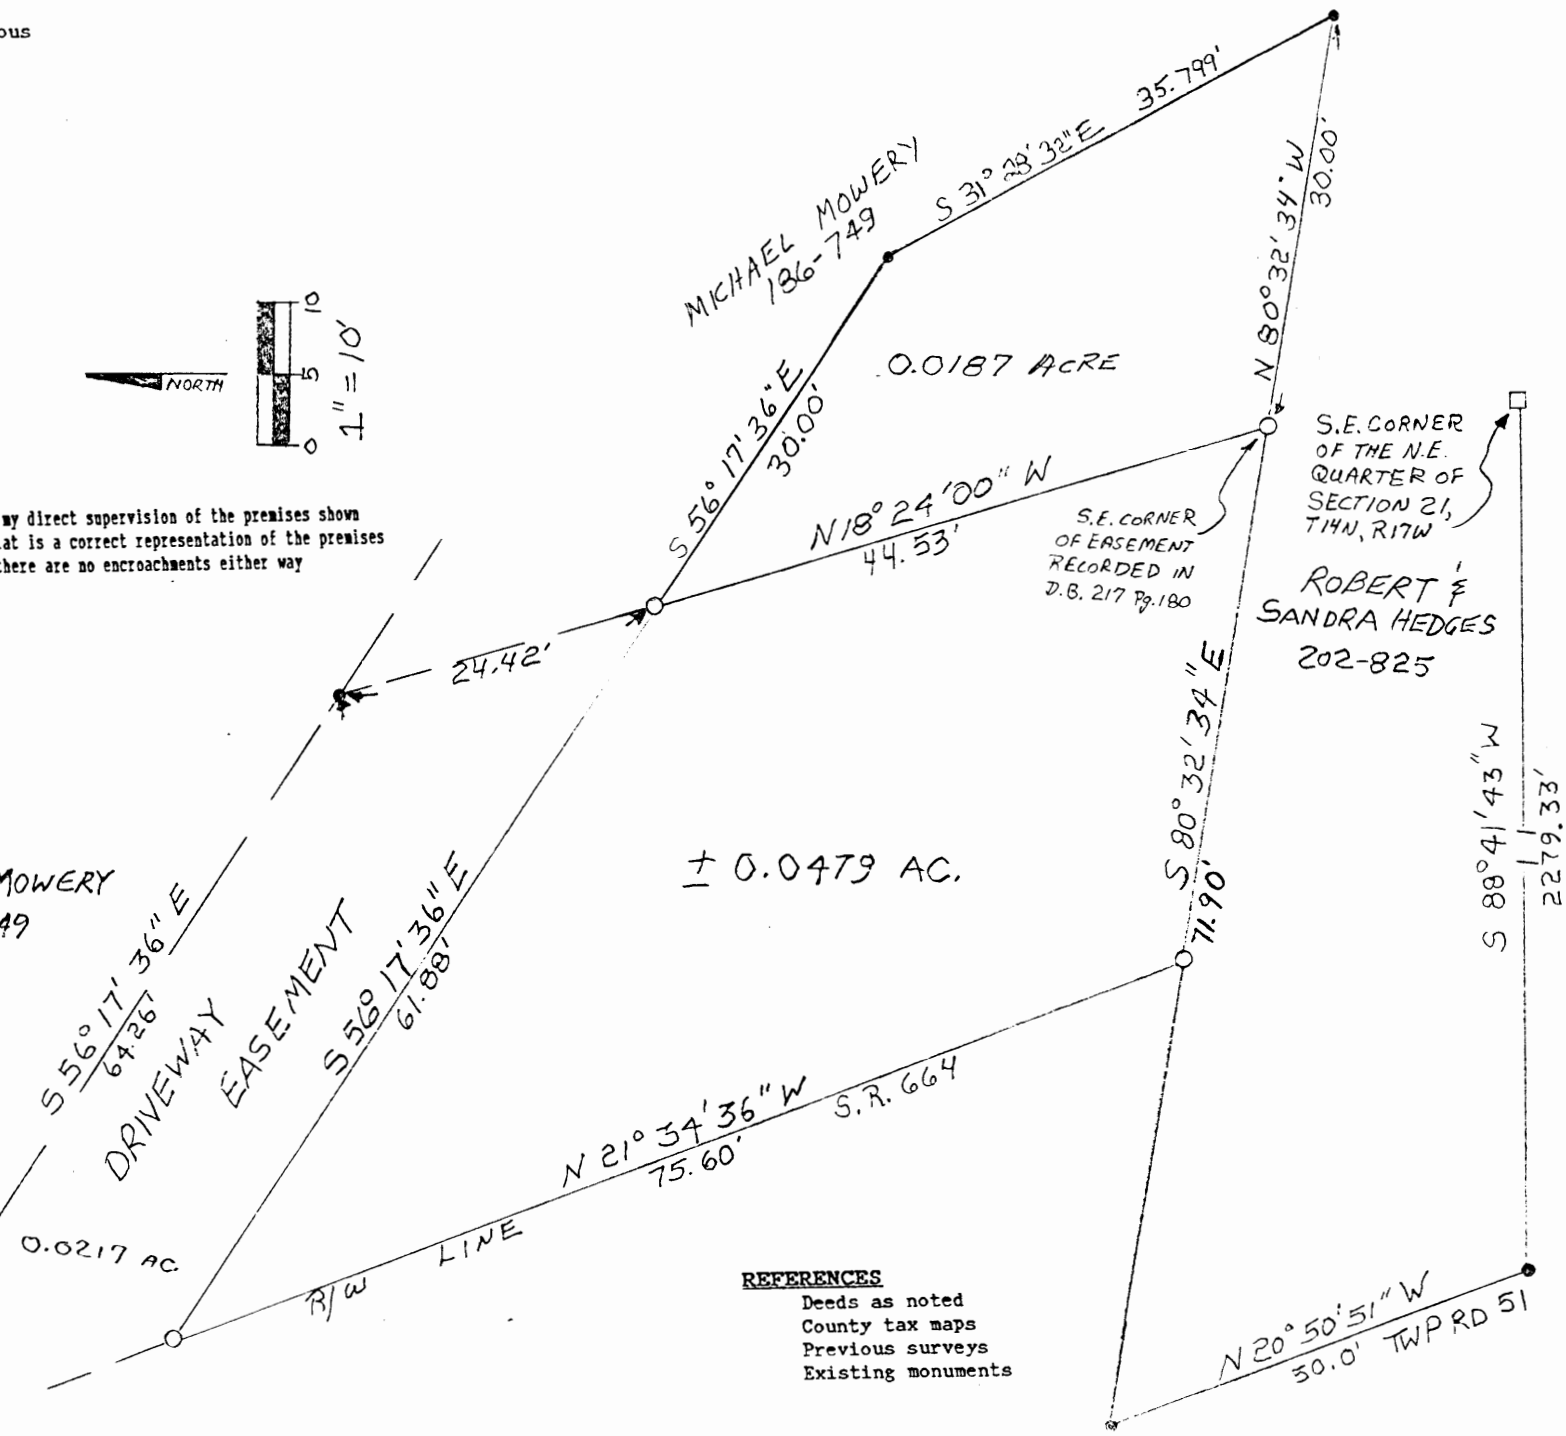 ous
S 31° 28' 32" E 35.799'
MICHAEL MOWERY
186-749
N 80° 32' 34" W
30.00'
10
5
0
1" = 10'
NORTH
0.0187 ACRE
S 56° 17' 36" E
30.00'
N 18° 24' 00" W
44.53'
S.E. CORNER
OF THE N.E.
QUARTER OF
SECTION 21,
T14N, R17W
S.E. CORNER
OF EASEMENT
RECORDED IN
D.B. 217 Pg. 180
my direct supervision of the premises shown
at is a correct representation of the premises
there are no encroachments either way
ROBERT &
SANDRA HEDGES
202-825
24.42'
S 80° 32' 34" E
71.90'
S 88° 41' 43" W
2279.33'
± 0.0479 AC.
MOWERY
49
S 56° 17' 36" E
64.26'
DRIVEWAY
EASEMENT
S 56° 17' 36" E
61.88'
N 21° 34' 36" W
75.60'
S.R. 664
R/W LINE
0.0217 AC.
REFERENCES
Deeds as noted
County tax maps
Previous surveys
Existing monuments
N 20° 50' 51" W
50.0' TWP RD 51